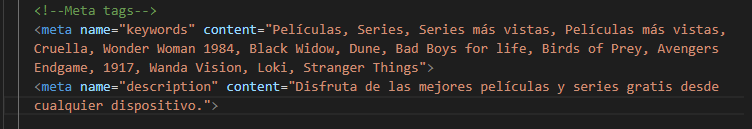 <!--Meta tags-->
<meta name="keywords" content="Películas, Series, Series más vistas, Películas más vistas,
Cruella, Wonder Woman 1984, Black Widow, Dune, Bad Boys for life, Birds of Prey, Avengers
Endgame, 1917, Wanda Vision, Loki, Stranger Things">
<meta name="description" content="Disfruta de las mejores películas y series gratis desde
cualquier dispositivo.">